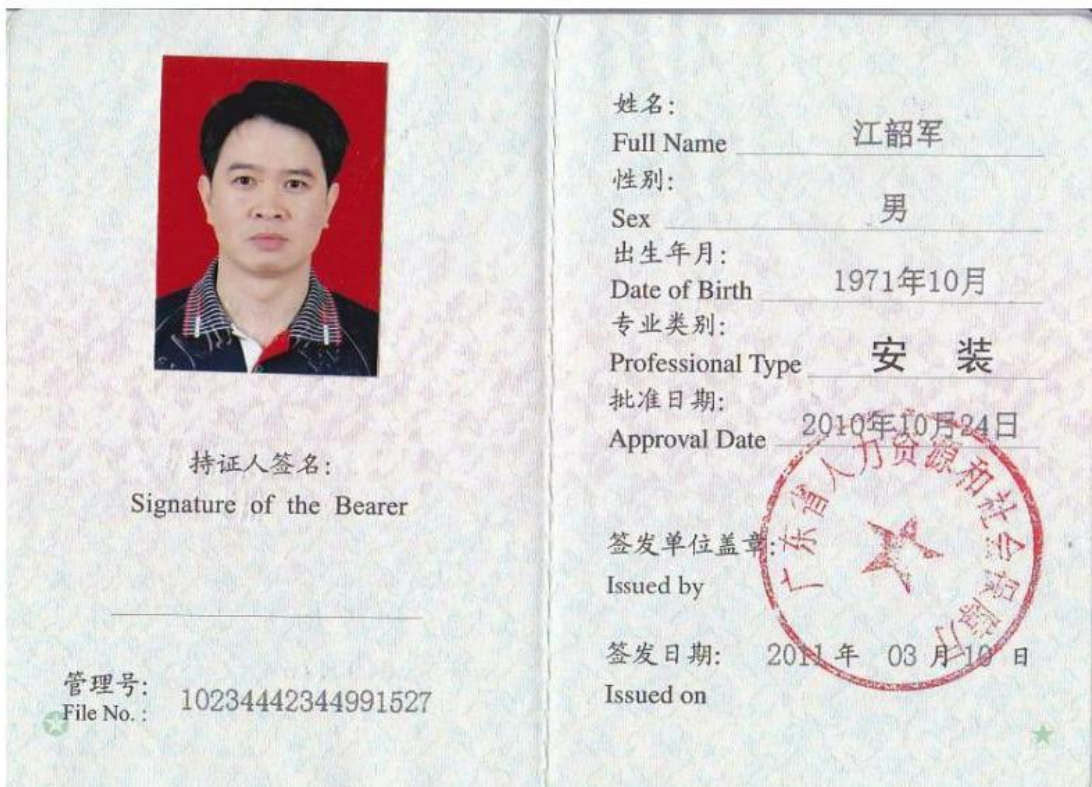 持证人签名:
Signature of the Bearer
管理号:
File No. : 10234442344991527
姓名:
Full Name 江韶军
性别:
Sex 男
出生年月:
Date of Birth 1971年10月
专业类别:
Professional Type 安 装
批准日期:
Approval Date 2010年10月24日
签发单位盖章:
Issued by
广东省人力资源和社会保障厅
签发日期: 2011 年 03 月 10 日
Issued on